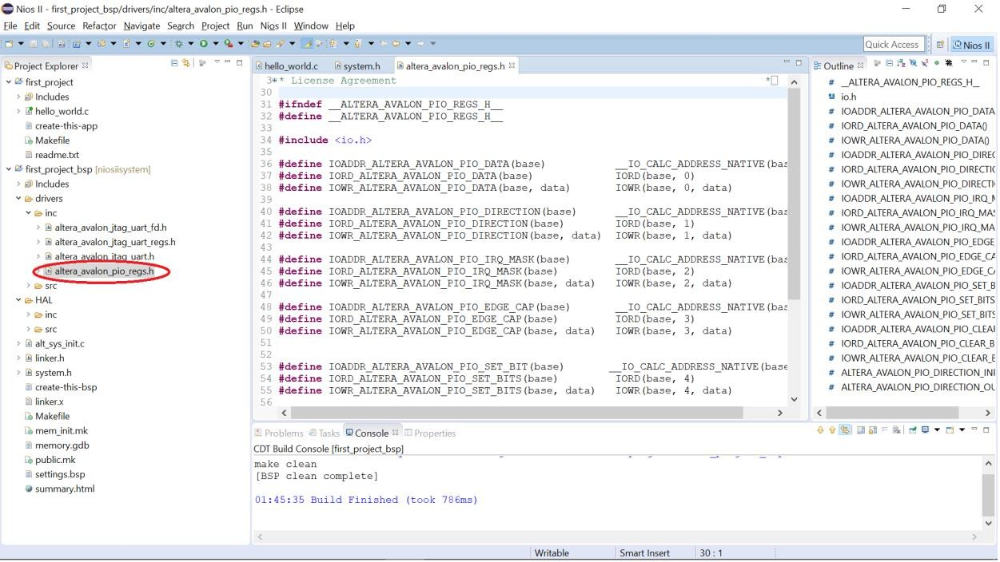 Nios II - first_project_bsp/drivers/inc/altera_avalon_pio_regs.h - Eclipse
File Edit Source Refactor Navigate Search Project Run Nios II Window Help
Quick Access
Nios II
Project Explorer
first_project
Includes
hello_world.c
create-this-app
Makefile
readme.txt
first_project_bsp [niosiisystem]
Includes
drivers
inc
altera_avalon_jtag_uart_fd.h
altera_avalon_jtag_uart_regs.h
altera_avalon_jtag_uart.h
altera_avalon_pio_regs.h
src
HAL
inc
src
alt_sys_init.c
linker.h
system.h
create-this-bsp
linker.x
Makefile
mem_init.mk
memory.gdb
public.mk
settings.bsp
summary.html
hello_world.c system.h altera_avalon_pio_regs.h
3 * License Agreement *
30
31 #ifndef __ALTERA_AVALON_PIO_REGS_H__
32 #define __ALTERA_AVALON_PIO_REGS_H__
33
34 #include <io.h>
35
36 #define IOADDR_ALTERA_AVALON_PIO_DATA(base) __IO_CALC_ADDRESS_NATIVE(bas
37 #define IORD_ALTERA_AVALON_PIO_DATA(base) IORD(base, 0)
38 #define IOWR_ALTERA_AVALON_PIO_DATA(base, data) IOWR(base, 0, data)
39
40 #define IOADDR_ALTERA_AVALON_PIO_DIRECTION(base) __IO_CALC_ADDRESS_NATIVE(bas
41 #define IORD_ALTERA_AVALON_PIO_DIRECTION(base) IORD(base, 1)
42 #define IOWR_ALTERA_AVALON_PIO_DIRECTION(base, data) IOWR(base, 1, data)
43
44 #define IOADDR_ALTERA_AVALON_PIO_IRQ_MASK(base) __IO_CALC_ADDRESS_NATIVE(bas
45 #define IORD_ALTERA_AVALON_PIO_IRQ_MASK(base) IORD(base, 2)
46 #define IOWR_ALTERA_AVALON_PIO_IRQ_MASK(base, data) IOWR(base, 2, data)
47
48 #define IOADDR_ALTERA_AVALON_PIO_EDGE_CAP(base) __IO_CALC_ADDRESS_NATIVE(bas
49 #define IORD_ALTERA_AVALON_PIO_EDGE_CAP(base) IORD(base, 3)
50 #define IOWR_ALTERA_AVALON_PIO_EDGE_CAP(base, data) IOWR(base, 3, data)
51
52
53 #define IOADDR_ALTERA_AVALON_PIO_SET_BIT(base) __IO_CALC_ADDRESS_NATIVE(base
54 #define IORD_ALTERA_AVALON_PIO_SET_BITS(base) IORD(base, 4)
55 #define IOWR_ALTERA_AVALON_PIO_SET_BITS(base, data) IOWR(base, 4, data)
56
Outline
# __ALTERA_AVALON_PIO_REGS_H__
io.h
# IOADDR_ALTERA_AVALON_PIO_DATA
# IORD_ALTERA_AVALON_PIO_DATA()
# IOWR_ALTERA_AVALON_PIO_DATA()
# IOADDR_ALTERA_AVALON_PIO_DIREC
# IORD_ALTERA_AVALON_PIO_DIRECTI
# IOWR_ALTERA_AVALON_PIO_DIRECTI
# IOADDR_ALTERA_AVALON_PIO_IRQ_M
# IORD_ALTERA_AVALON_PIO_IRQ_MAS
# IOWR_ALTERA_AVALON_PIO_IRQ_MA
# IOADDR_ALTERA_AVALON_PIO_EDGE_
# IORD_ALTERA_AVALON_PIO_EDGE_CA
# IOWR_ALTERA_AVALON_PIO_EDGE_C
# IOADDR_ALTERA_AVALON_PIO_SET_B
# IORD_ALTERA_AVALON_PIO_SET_BITS
# IOWR_ALTERA_AVALON_PIO_SET_BITS
# IOADDR_ALTERA_AVALON_PIO_CLEAR
# IORD_ALTERA_AVALON_PIO_CLEAR_B
# IOWR_ALTERA_AVALON_PIO_CLEAR_B
# ALTERA_AVALON_PIO_DIRECTION_INP
# ALTERA_AVALON_PIO_DIRECTION_OU
Problems Tasks Console Properties
CDT Build Console [first_project_bsp]
make clean
[BSP clean complete]
01:45:35 Build Finished (took 786ms)
Writable Smart Insert 30 : 1